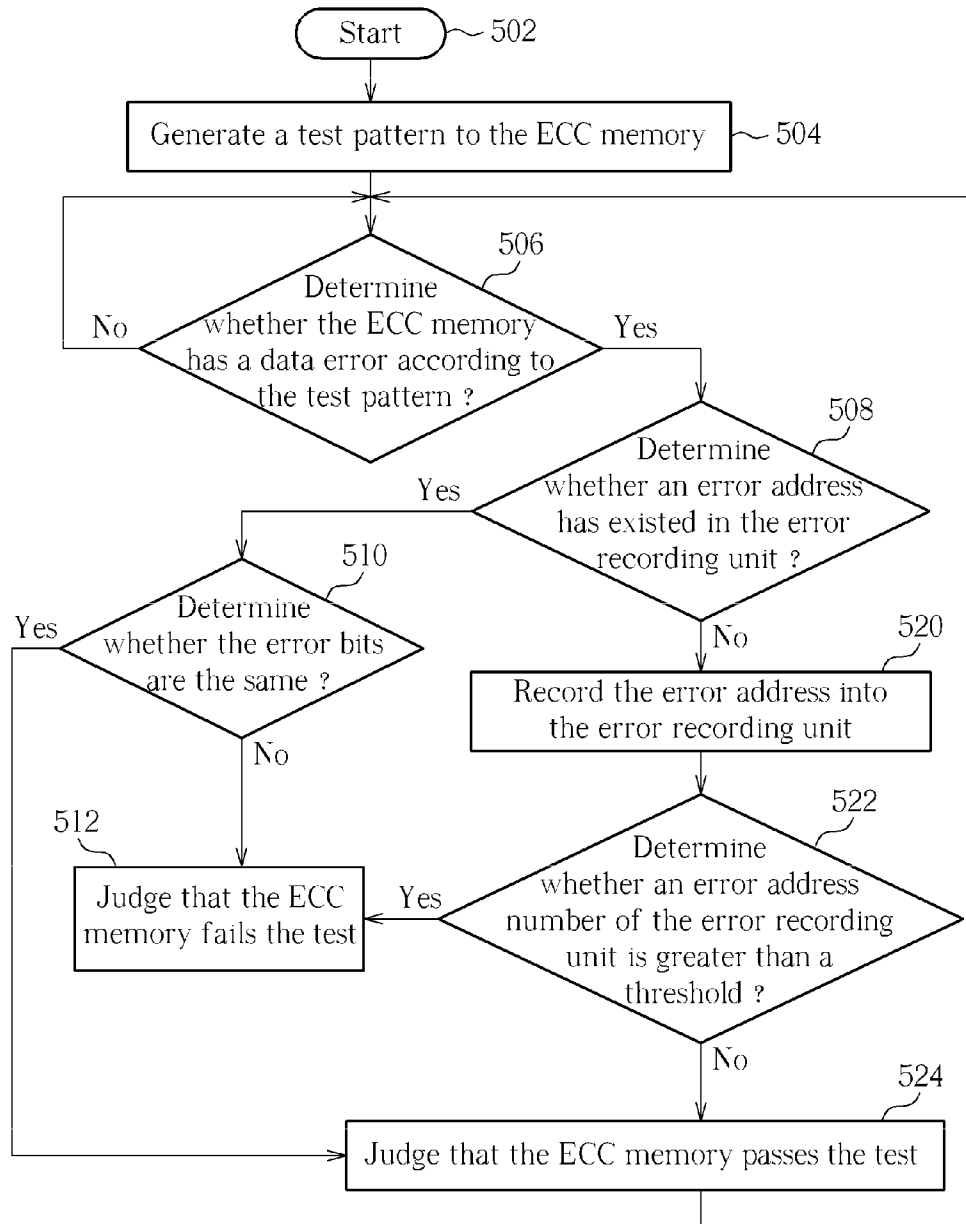 Start
502
Generate a test pattern to the ECC memory
504
506
Determine
whether the ECC memory
has a data error according to
the test pattern ?
No
Yes
508
Determine
whether an error address
has existed in the error
recording unit ?
Yes
No
510
Determine
whether the error bits
are the same ?
Yes
No
520
Record the error address into
the error recording unit
522
Determine
whether an error address
number of the error recording
unit is greater than a
threshold ?
Yes
No
512
Judge that the ECC
memory fails the test
524
Judge that the ECC memory passes the test